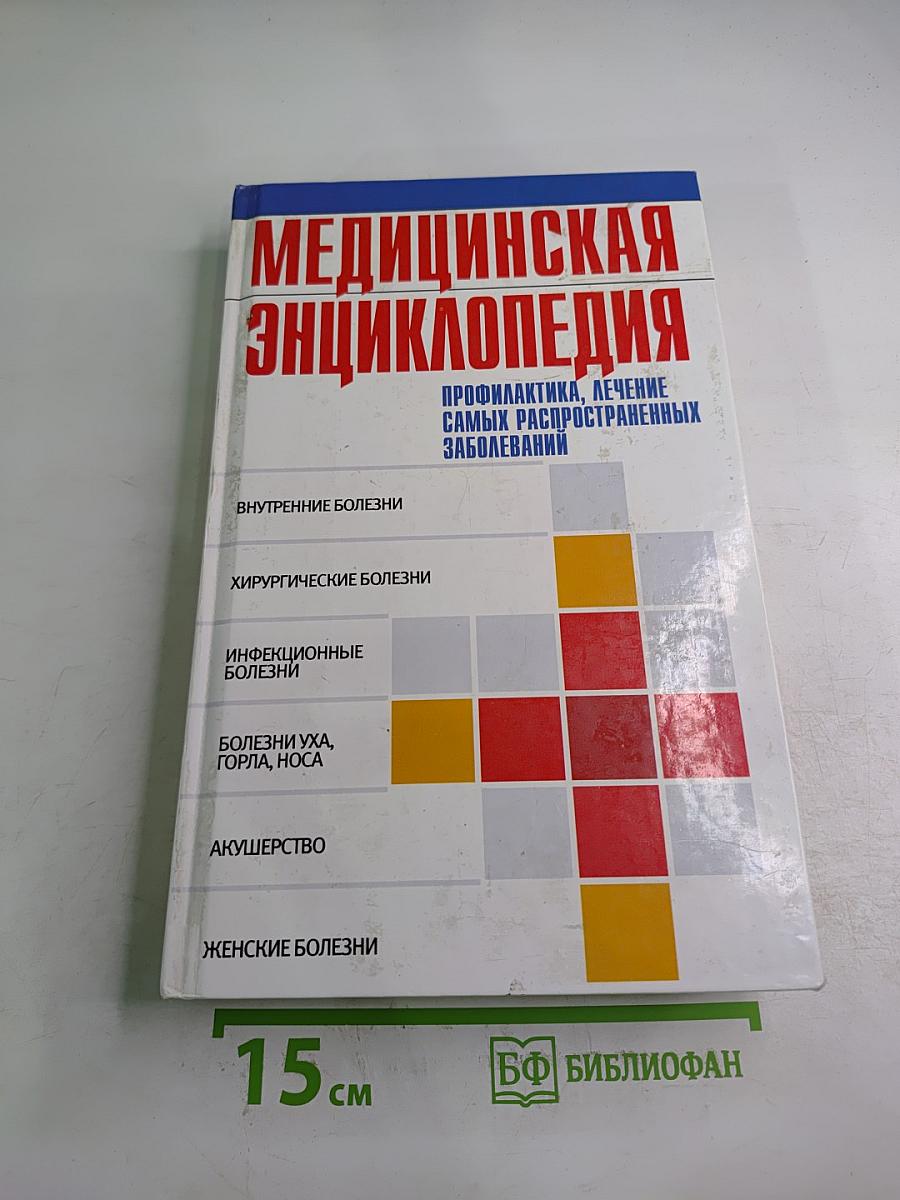 МЕДИЦИНСКАЯ
ЭНЦИКЛОПЕДИЯ
ПРОФИЛАКТИКА, ЛЕЧЕНИЕ
САМЫХ РАСПРОСТРАНЕННЫХ
ЗАБОЛЕВАНИЙ
ВНУТРЕННИЕ БОЛЕЗНИ
ХИРУРГИЧЕСКИЕ БОЛЕЗНИ
ИНФЕКЦИОННЫЕ
БОЛЕЗНИ
БОЛЕЗНИ УХА,
ГОРЛА, НОСА
АКУШЕРСТВО
ЖЕНСКИЕ БОЛЕЗНИ
15 см
БФ БИБЛИОФАН